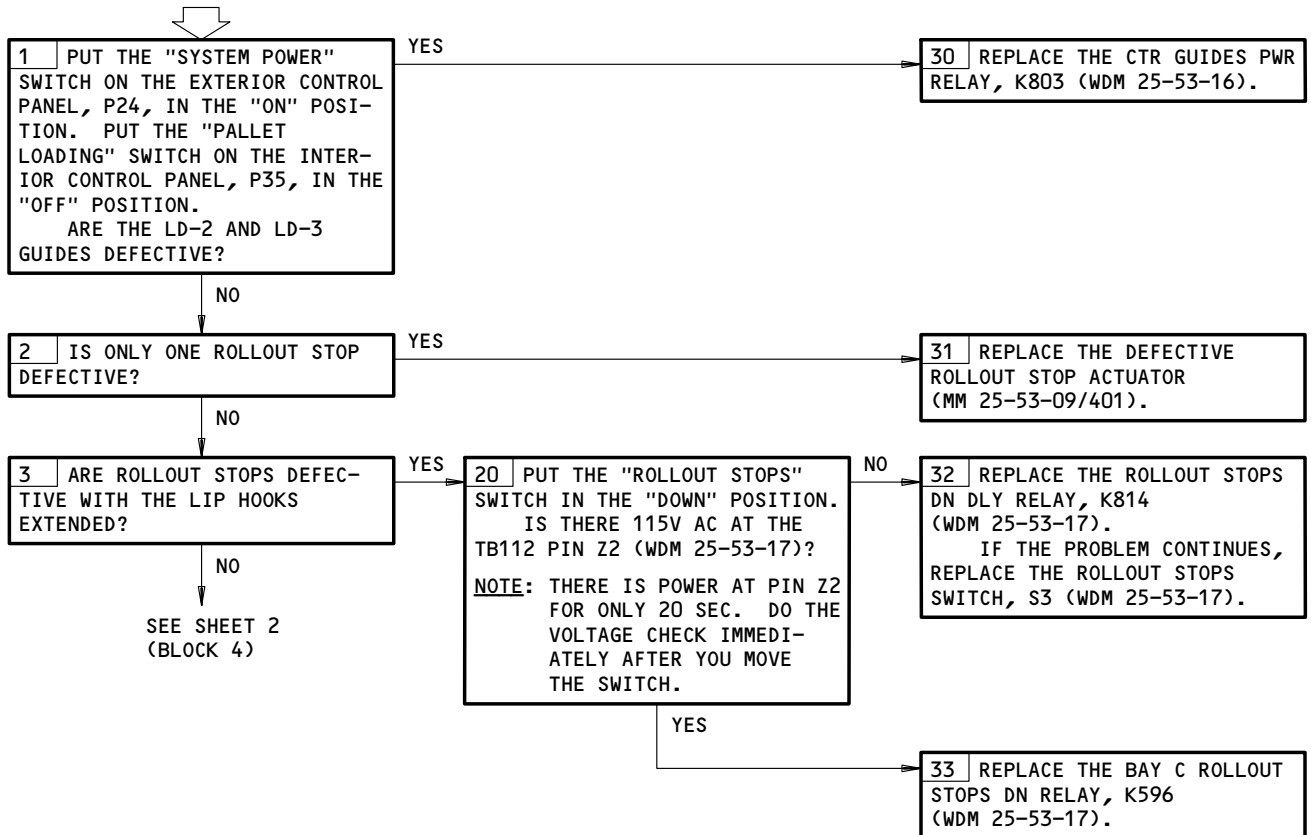 1 PUT THE "SYSTEM POWER"
SWITCH ON THE EXTERIOR CONTROL
PANEL, P24, IN THE "ON" POSI-
TION. PUT THE "PALLET
LOADING" SWITCH ON THE INTER-
IOR CONTROL PANEL, P35, IN THE
"OFF" POSITION.
ARE THE LD-2 AND LD-3
GUIDES DEFECTIVE?
YES
30 REPLACE THE CTR GUIDES PWR
RELAY, K803 (WDM 25-53-16).
NO
2 IS ONLY ONE ROLLOUT STOP
DEFECTIVE?
YES
31 REPLACE THE DEFECTIVE
ROLLOUT STOP ACTUATOR
(MM 25-53-09/401).
NO
3 ARE ROLLOUT STOPS DEFEC-
TIVE WITH THE LIP HOOKS
EXTENDED?
YES
20 PUT THE "ROLLOUT STOPS"
SWITCH IN THE "DOWN" POSITION.
IS THERE 115V AC AT THE
TB112 PIN Z2 (WDM 25-53-17)?
NOTE: THERE IS POWER AT PIN Z2
FOR ONLY 20 SEC. DO THE
VOLTAGE CHECK IMMEDI-
ATELY AFTER YOU MOVE
THE SWITCH.
NO
32 REPLACE THE ROLLOUT STOPS
DN DLY RELAY, K814
(WDM 25-53-17).
IF THE PROBLEM CONTINUES,
REPLACE THE ROLLOUT STOPS
SWITCH, S3 (WDM 25-53-17).
NO
SEE SHEET 2
(BLOCK 4)
YES
33 REPLACE THE BAY C ROLLOUT
STOPS DN RELAY, K596
(WDM 25-53-17).